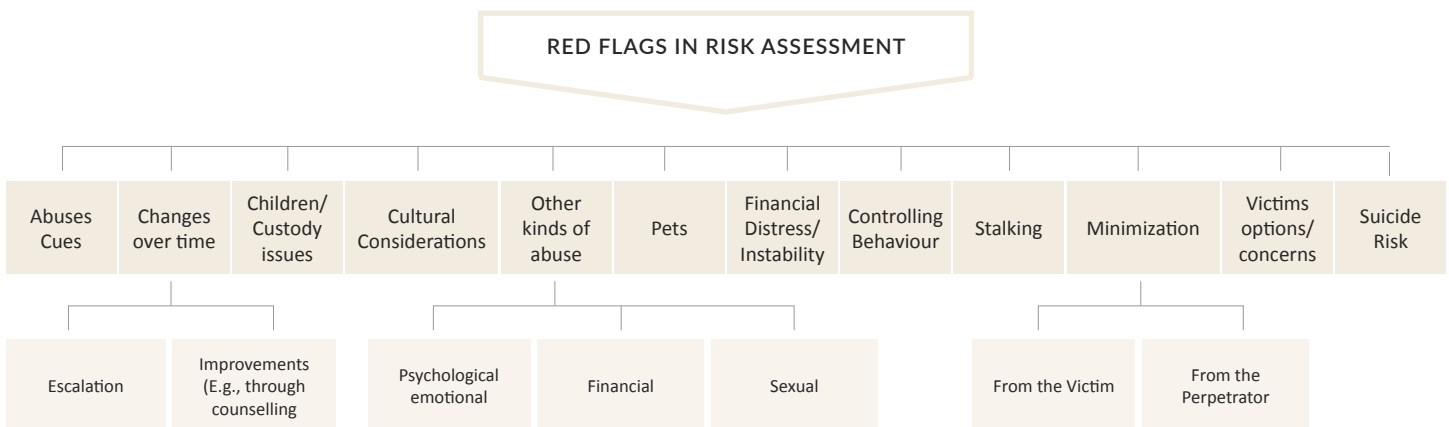 RED FLAGS IN RISK ASSESSMENT
Abuses
Cues
Changes
over time
Children/
Custody
issues
Cultural
Considerations
Other
kinds of
abuse
Pets
Financial
Distress/
Instability
Controlling
Behaviour
Stalking
Minimization
Victims
options/
concerns
Suicide
Risk
Escalation
Improvements
(E.g., through
counselling
Psychological
emotional
Financial
Sexual
From the Victim
From the
Perpetrator